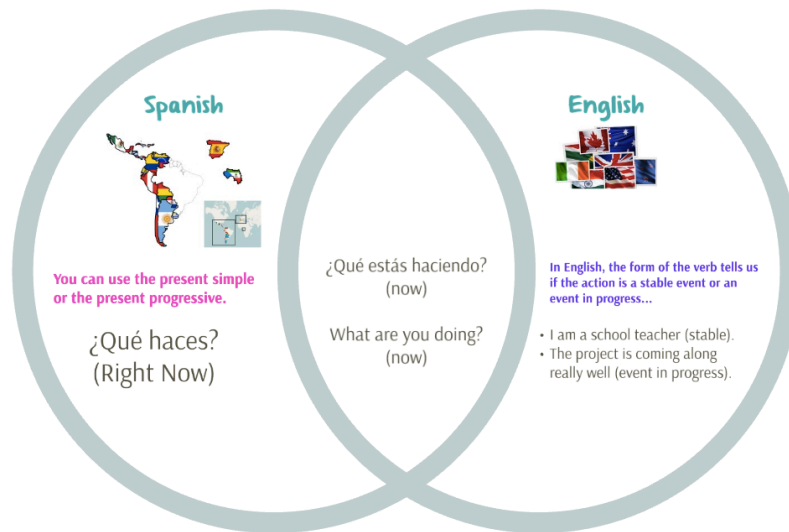 Spanish
You can use the present simple
or the present progressive.
¿Qué haces?
(Right Now)
¿Qué estás haciendo?
(now)
What are you doing?
(now)
English
In English, the form of the verb tells us
if the action is a stable event or an
event in progress...
• I am a school teacher (stable).
• The project is coming along
really well (event in progress).